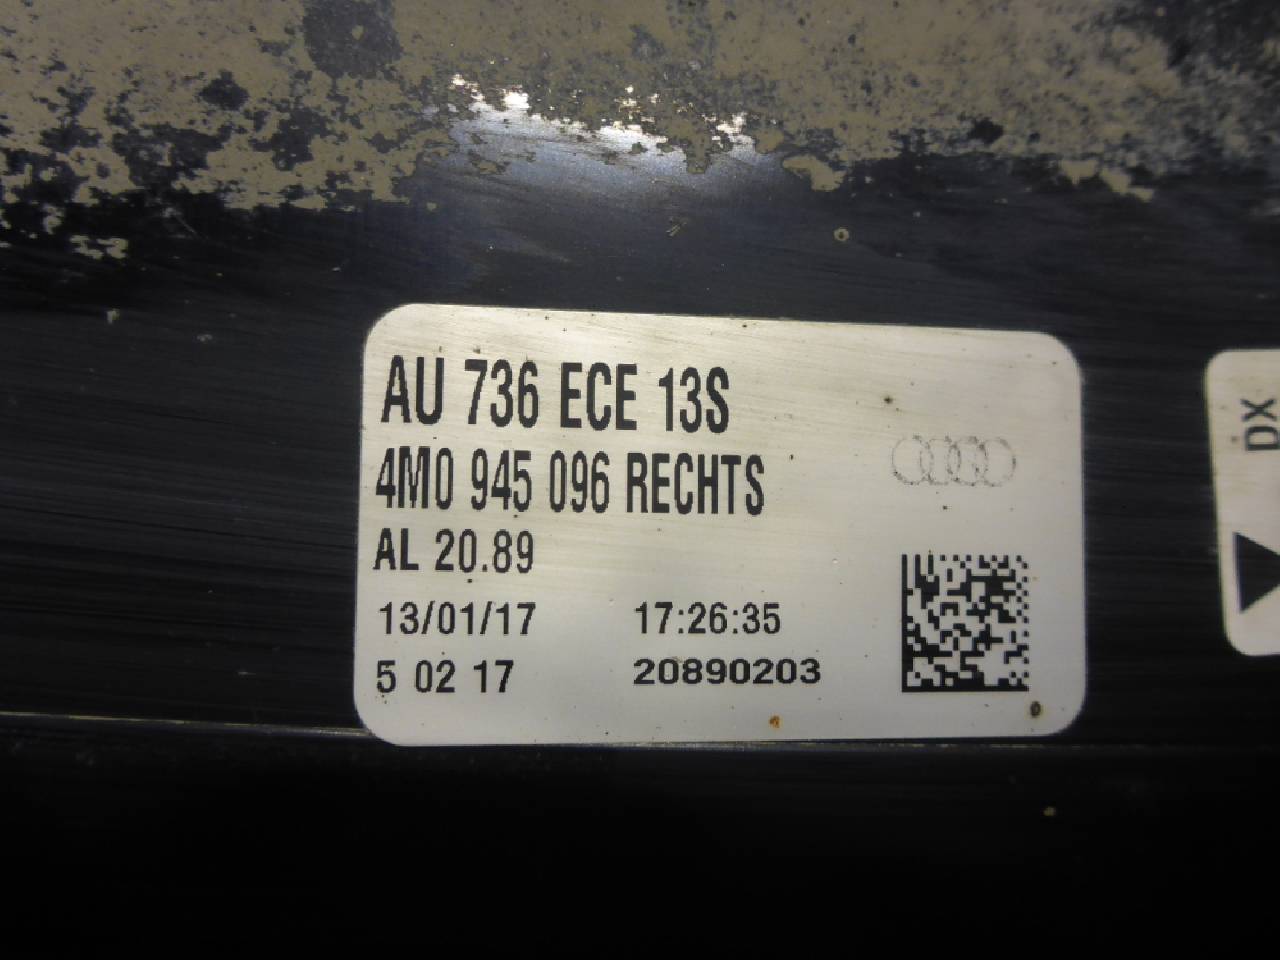 AU 736 ECE 13S
4M0 945 096 RECHTS
AL 20.89
13/01/17 17:26:35
5 02 17 20890203
DX